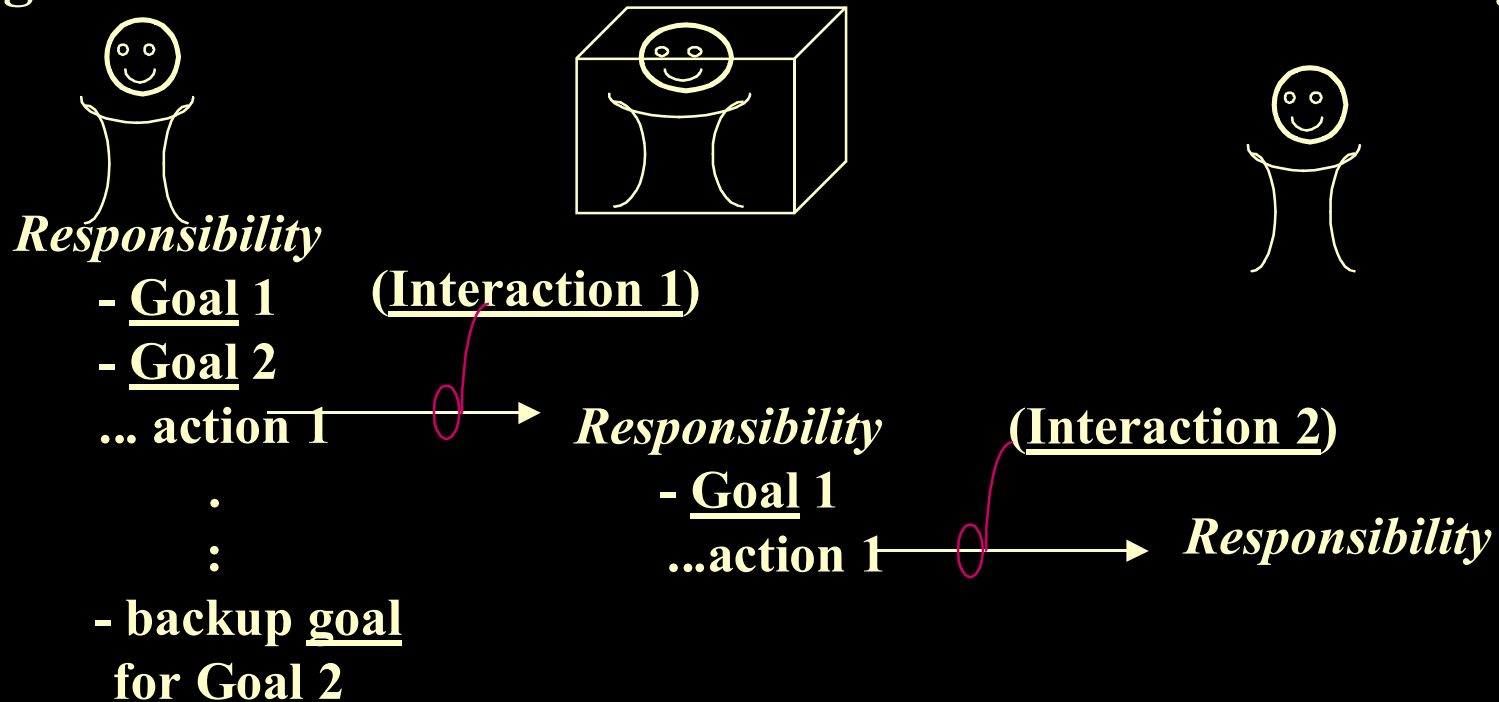 Responsibility
- Goal 1
- Goal 2
... action 1
.
:
- backup goal
for Goal 2
(Interaction 1)
Responsibility
- Goal 1
...action 1
(Interaction 2)
Responsibility